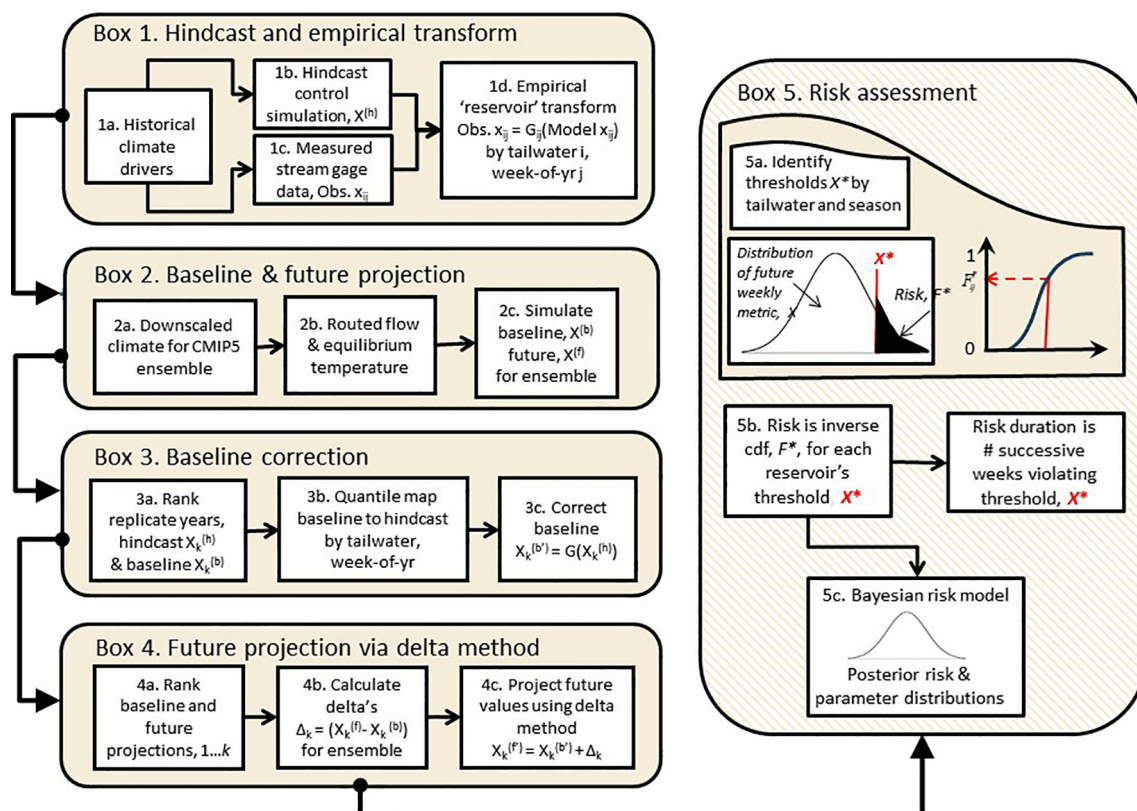 Box 1. Hindcast and empirical transform
1a. Historical
climate
drivers
1b. Hindcast
control
simulation, X⁽ʰ⁾
1c. Measured
stream gage
data, Obs. xᵢⱼ
1d. Empirical
‘reservoir’ transform
Obs. xᵢⱼ = Gᵢⱼ(Model xᵢⱼ)
by tailwater i,
week-of-yr j
Box 2. Baseline & future projection
2a. Downscaled
climate for CMIP5
ensemble
2b. Routed flow
& equilibrium
temperature
2c. Simulate
baseline, X⁽ᵇ⁾
future, X⁽ᶠ⁾
for ensemble
Box 3. Baseline correction
3a. Rank
replicate years,
hindcast Xₖ⁽ʰ⁾
& baseline Xₖ⁽ᵇ⁾
3b. Quantile map
baseline to hindcast
by tailwater,
week-of-yr
3c. Correct
baseline
Xₖ⁽ᵇ'⁾ = G(Xₖ⁽ʰ⁾)
Box 4. Future projection via delta method
4a. Rank
baseline and
future
projections, 1...k
4b. Calculate
delta's
Δₖ = (Xₖ⁽ᶠ⁾- Xₖ⁽ᵇ⁾)
for ensemble
4c. Project future
values using delta
method
Xₖ⁽ᶠ'⁾ = Xₖ⁽ᵇ'⁾ + Δₖ
Box 5. Risk assessment
5a. Identify
thresholds X* by
tailwater and season
Distribution
of future
weekly
metric, X
X*
Risk, F*
1
F*ᵢⱼ
0
5b. Risk is inverse
cdf, F*, for each
reservoir's
threshold, X*
Risk duration is
# successive
weeks violating
threshold, X*
5c. Bayesian risk model
Posterior risk &
parameter distributions